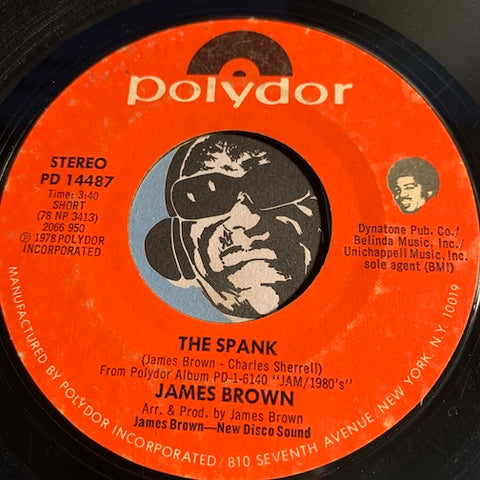 polydor
STEREO
PD 14487
Time: 3:40
SHORT
(78 NP 3413)
2066 950
Ⓟ 1978 POLYDOR
INCORPORATED
Dynatone Pub. Co./
Belinda Music, Inc./
Unichappell Music, Inc.
sole agent (BMI)
THE SPANK
(James Brown - Charles Sherrell)
From Polydor Album PD-1-6140 "JAM/1980's"
JAMES BROWN
Arr. & Prod. by James Brown
James Brown—New Disco Sound
MANUFACTURED BY POLYDOR INCORPORATED/810 SEVENTH AVENUE/NEW YORK, N.Y. 10019